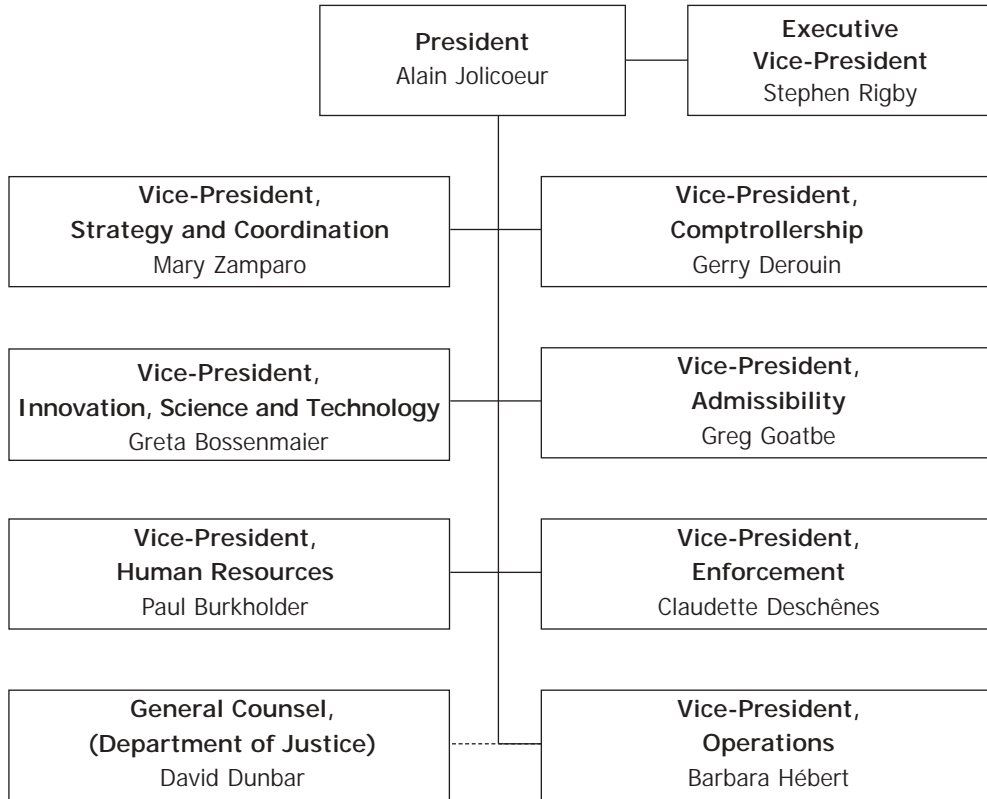 President
Alain Jolicoeur
Executive
Vice-President
Stephen Rigby
Vice-President,
Strategy and Coordination
Mary Zamparo
Vice-President,
Comptrollership
Gerry Derouin
Vice-President,
Innovation, Science and Technology
Greta Bossenmaier
Vice-President,
Admissibility
Greg Goatbe
Vice-President,
Human Resources
Paul Burkholder
Vice-President,
Enforcement
Claudette Deschênes
General Counsel,
(Department of Justice)
David Dunbar
Vice-President,
Operations
Barbara Hébert